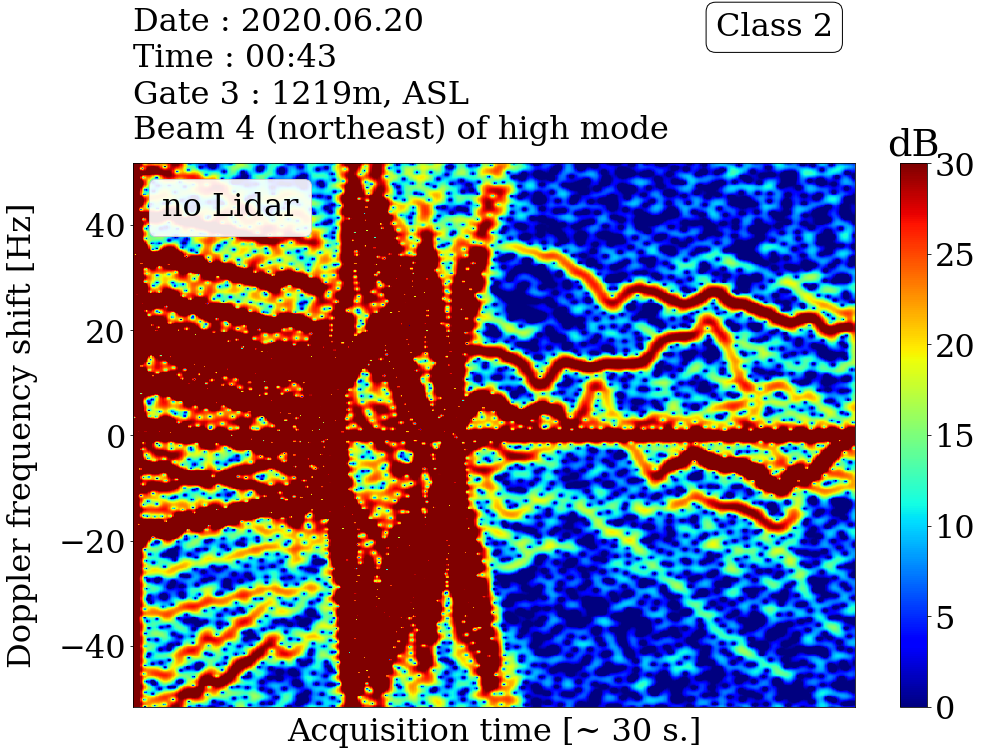 Date : 2020.06.20
Time : 00:43
Gate 3 : 1219m, ASL
Beam 4 (northeast) of high mode
Class 2
no Lidar
dB
30
25
20
15
10
5
0
Doppler frequency shift [Hz]
40
20
0
−20
−40
Acquisition time [~ 30 s.]